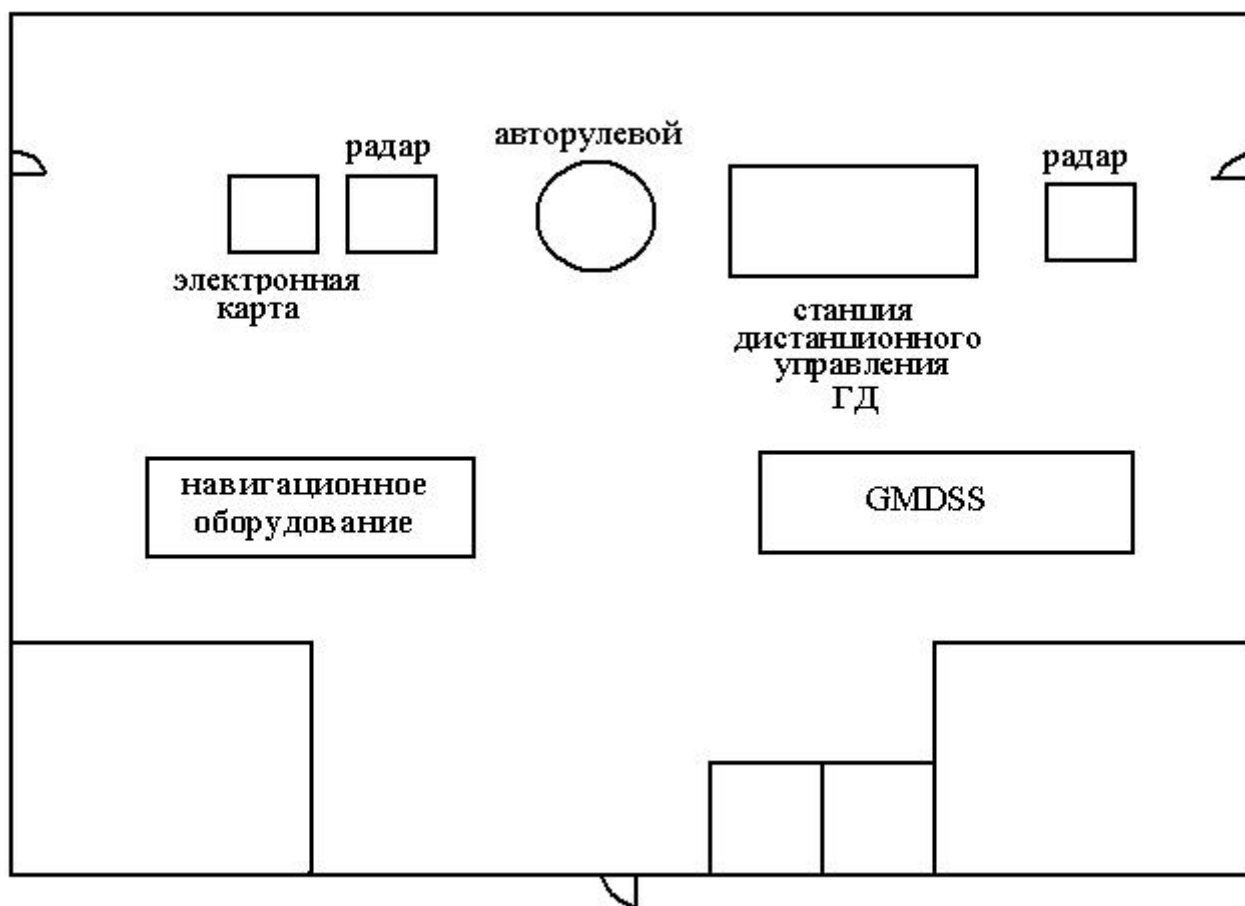 радар
авторулевой
радар
электронная
карта
станция
дистанционного
управления
ГД
навигационное
оборудование
GMDSS